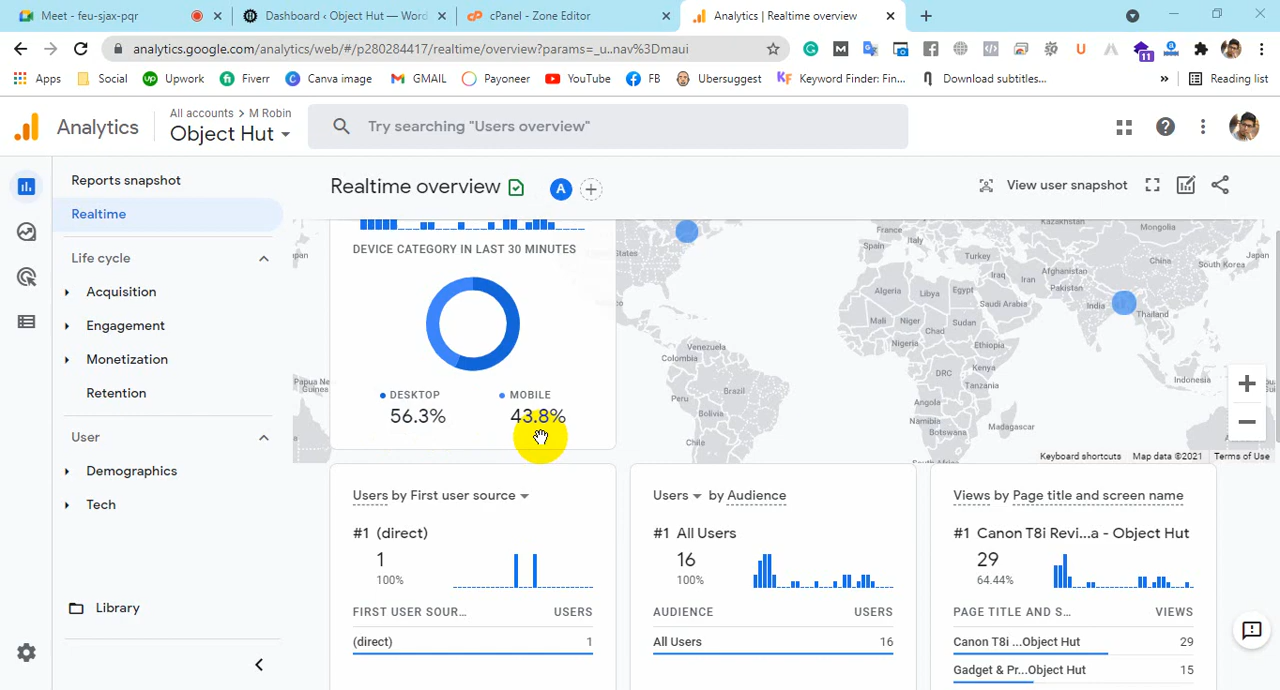 Meet - feu-sjax-pqr
Dashboard ‹ Object Hut — Word
cPanel - Zone Editor
Analytics | Realtime overview
analytics.google.com/analytics/web/#/p280284417/realtime/overview?params=_u..nav%3Dmaui
11
Apps
Social
Upwork
Fiverr
Canva image
GMAIL
Payoneer
YouTube
FB
Ubersuggest
Keyword Finder: Fin...
Download subtitles...
»
Reading list
Analytics
All accounts > M Robin
Object Hut
Try searching "Users overview"
Reports snapshot
Realtime
Life cycle
Acquisition
Engagement
Monetization
Retention
User
Demographics
Tech
Library
Realtime overview
A
View user snapshot
DEVICE CATEGORY IN LAST 30 MINUTES
DESKTOP
56.3%
MOBILE
43.8%
France
Spain
Italy
Turkey
Iraq
Iran
Afghanistan
Pakistan
Kazakhstan
Mongolia
China
South Korea
Japan
India
Thailand
Algeria
Libya
Egypt
Saudi Arabia
Mali
Niger
Chad
Sudan
Nigeria
Ethiopia
DRC
Kenya
Tanzania
Angola
Namibia
Botswana
Madagascar
Indonesia
Venezuela
Colombia
Peru
Brazil
Bolivia
Papua Nev
Guinea
Keyboard shortcuts
Map data ©2021
Terms of Use
Users by First user source
#1 (direct)
1
100%
FIRST USER SOUR...
USERS
(direct)
1
Users by Audience
#1 All Users
16
100%
AUDIENCE
USERS
All Users
16
Views by Page title and screen name
#1 Canon T8i Revi...a - Object Hut
29
64.44%
PAGE TITLE AND S...
VIEWS
Canon T8i ...Object Hut
29
Gadget & Pr...Object Hut
15